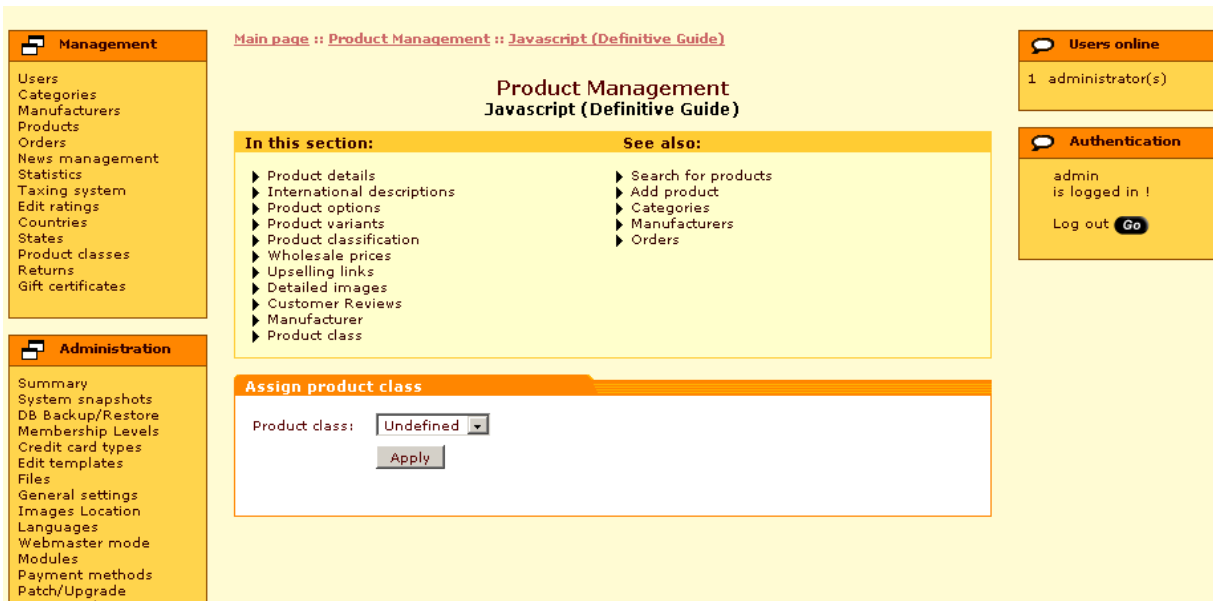 Management
Users
Categories
Manufacturers
Products
Orders
News management
Statistics
Taxing system
Edit ratings
Countries
States
Product classes
Returns
Gift certificates
Administration
Summary
System snapshots
DB Backup/Restore
Membership Levels
Credit card types
Edit templates
Files
General settings
Images Location
Languages
Webmaster mode
Modules
Payment methods
Patch/Upgrade
Main page :: Product Management :: Javascript (Definitive Guide)
Product Management
Javascript (Definitive Guide)
In this section:
Product details
International descriptions
Product options
Product variants
Product classification
Wholesale prices
Upselling links
Detailed images
Customer Reviews
Manufacturer
Product class
See also:
Search for products
Add product
Categories
Manufacturers
Orders
Assign product class
Product class: Undefined
Apply
Users online
1 administrator(s)
Authentication
admin
is logged in !
Log out Go